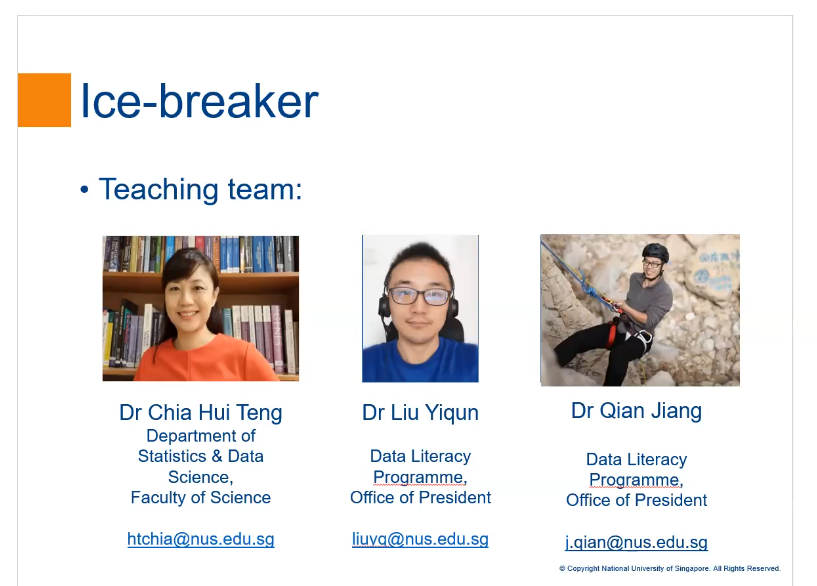 Ice-breaker
• Teaching team:
Dr Chia Hui Teng
Department of
Statistics & Data
Science,
Faculty of Science
htchia@nus.edu.sg
Dr Liu Yiqun
Data Literacy
Programme,
Office of President
liuyq@nus.edu.sg
Dr Qian Jiang
Data Literacy
Programme,
Office of President
j.qian@nus.edu.sg
© Copyright National University of Singapore. All Rights Reserved.